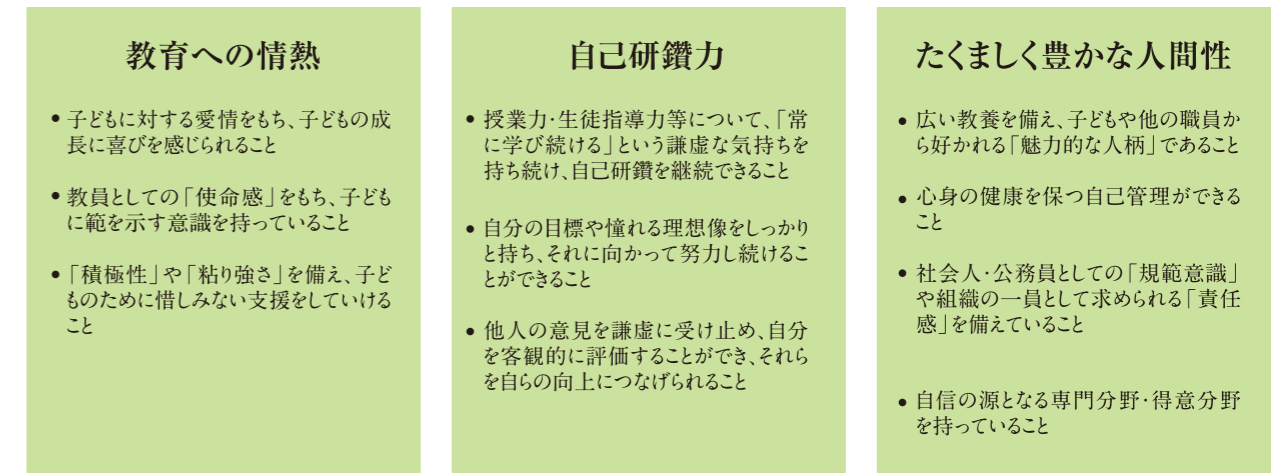 教育への情熱
• 子どもに対する愛情をもち、子どもの成
長に喜びを感じられること
• 教員としての「使命感」をもち、子ども
に範を示す意識を持っていること
• 「積極性」や「粘り強さ」を備え、子ど
ものために惜しみない支援をしていける
こと
自己研鑽力
• 授業力・生徒指導力等について、「常
に学び続ける」という謙虚な気持ちを
持ち続け、自己研鑽を継続できること
• 自分の目標や憧れる理想像をしっかり
と持ち、それに向かって努力し続けるこ
とができること
• 他人の意見を謙虚に受け止め、自分
を客観的に評価することができ、それら
を自らの向上につなげられること
たくましく豊かな人間性
• 広い教養を備え、子どもや他の職員か
ら好かれる「魅力的な人柄」であること
• 心身の健康を保つ自己管理ができる
こと
• 社会人・公務員としての「規範意識」
や組織の一員として求められる「責任
感」を備えていること
• 自信の源となる専門分野・得意分野
を持っていること